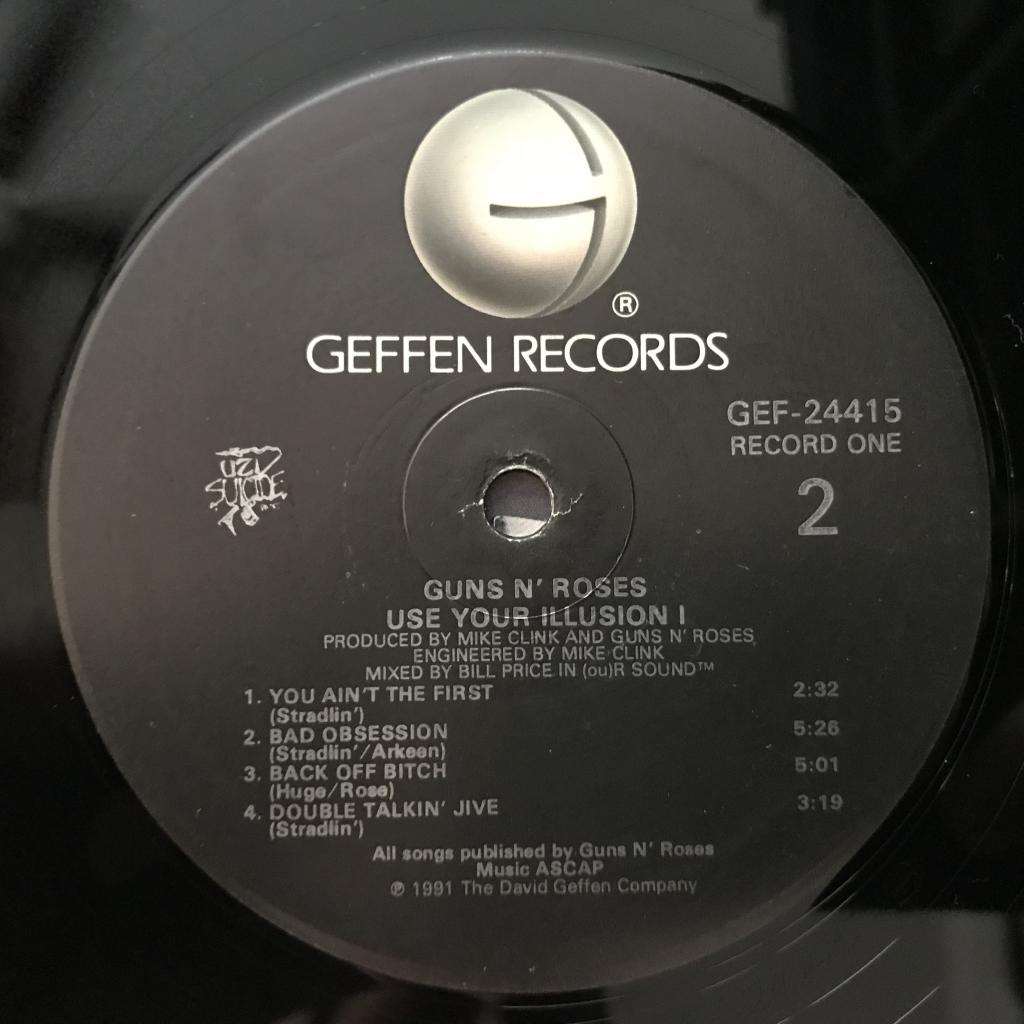 ®
GEFFEN RECORDS
GEF-24415
RECORD ONE
2
UZI
SUICIDE
GUNS N' ROSES
USE YOUR ILLUSION I
PRODUCED BY MIKE CLINK AND GUNS N' ROSES
ENGINEERED BY MIKE CLINK
MIXED BY BILL PRICE IN (ou)R SOUND™
1. YOU AIN'T THE FIRST 2:32
(Stradlin')
2. BAD OBSESSION 5:26
(Stradlin'/Arkeen)
3. BACK OFF BITCH 5:01
(Huge/Rose)
4. DOUBLE TALKIN' JIVE 3:19
(Stradlin')
All songs published by Guns N' Roses
Music ASCAP
℗ 1991 The David Geffen Company